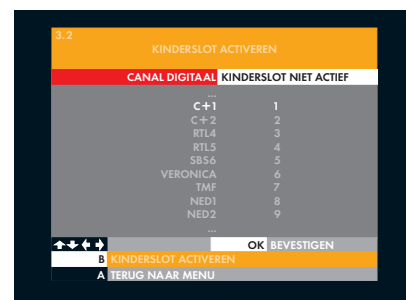 3.2
KINDERSLOT ACTIVEREN
CANAL DIGITAAL KINDERSLOT NIET ACTIEF
...
C+1 1
C+2 2
RTL4 3
RTL5 4
SBS6 5
VERONICA 6
TMF 7
NED1 8
NED2 9
...
OK BEVESTIGEN
B KINDERSLOT ACTIVEREN
A TERUG NAAR MENU